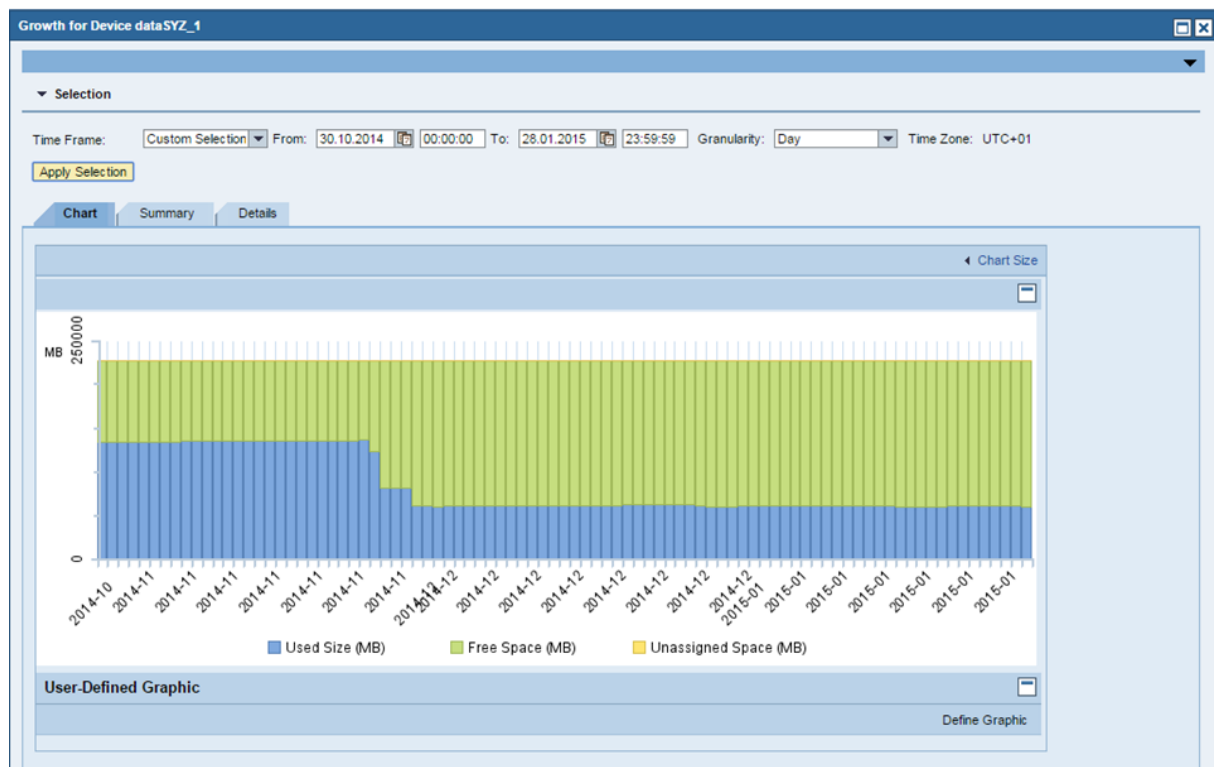 Growth for Device dataSYZ_1
Selection
Time Frame: Custom Selection From: 30.10.2014 00:00:00 To: 28.01.2015 23:59:59 Granularity: Day Time Zone: UTC+01
Apply Selection
Chart Summary Details
Chart Size
MB
250000
0
2014-10 2014-11 2014-11 2014-11 2014-11 2014-11 2014-11 2014-11 2014-12 2014-12 2014-12 2014-12 2014-12 2014-12 2014-12 2014-12 2014-12 2015-01 2015-01 2015-01 2015-01 2015-01 2015-01
Used Size (MB) Free Space (MB) Unassigned Space (MB)
User-Defined Graphic
Define Graphic